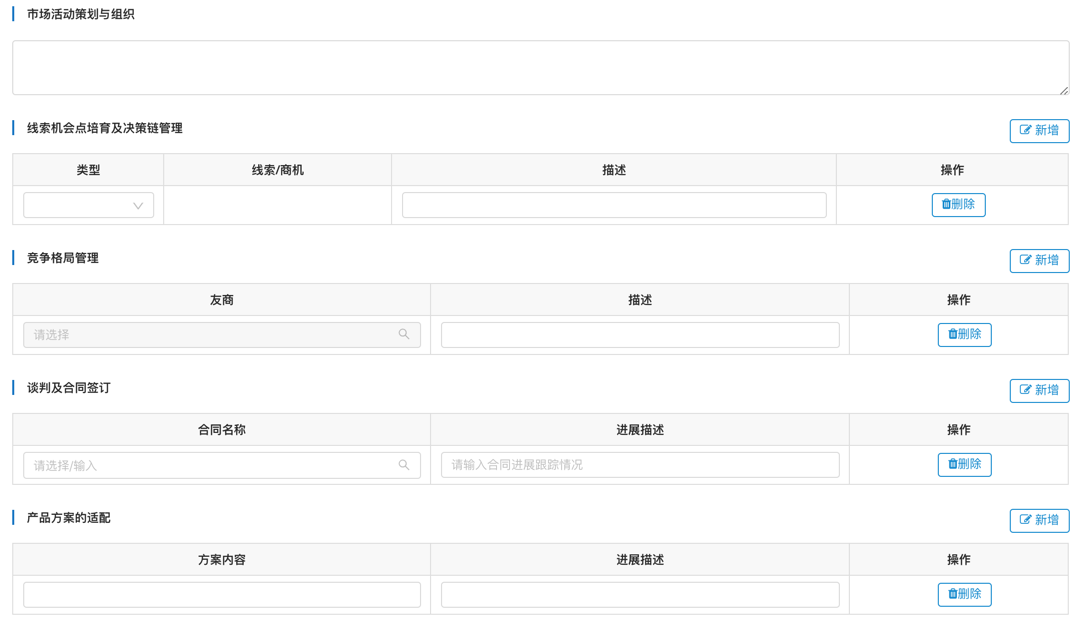 市场活动策划与组织
线索机会点培育及决策链管理 新增
类型 线索/商机 描述 操作
删除
竞争格局管理 新增
友商 描述 操作
请选择 删除
谈判及合同签订 新增
合同名称 进展描述 操作
请选择/输入 请输入合同进展跟踪情况 删除
产品方案的适配 新增
方案内容 进展描述 操作
删除